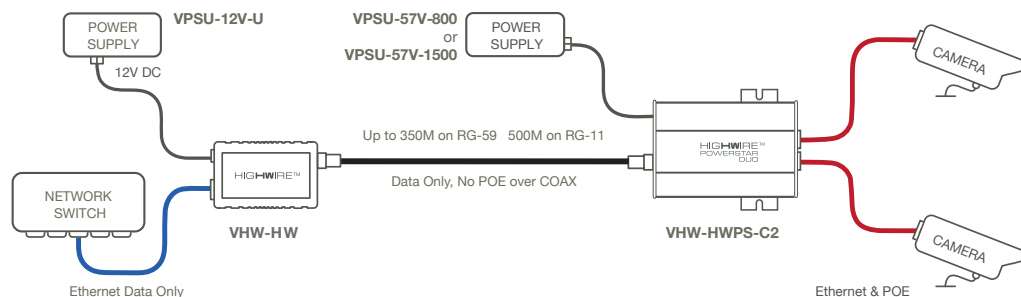 POWER
SUPPLY
VPSU-12V-U
12V DC
VPSU-57V-800
or
VPSU-57V-1500
POWER
SUPPLY
CAMERA
Up to 350M on RG-59 500M on RG-11
HIGHWIRE™
Data Only, No POE over COAX
HIGHWIRE™
POWERSTAR
DUO
NETWORK
SWITCH
VHW-HW
VHW-HWPS-C2
CAMERA
Ethernet Data Only
Ethernet & POE